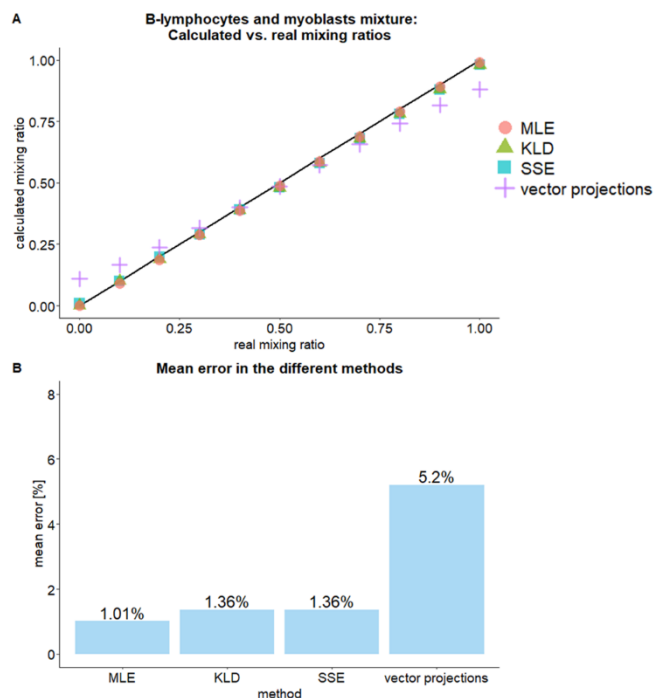 A
B-lymphocytes and myoblasts mixture:
Calculated vs. real mixing ratios
1.00
0.75
0.50
0.25
0.00
calculated mixing ratio
0.00 0.25 0.50 0.75 1.00
real mixing ratio
MLE
KLD
SSE
vector projections
B
Mean error in the different methods
8
6
4
2
0
mean error [%]
1.01%
1.36%
1.36%
5.2%
MLE KLD SSE vector projections
method